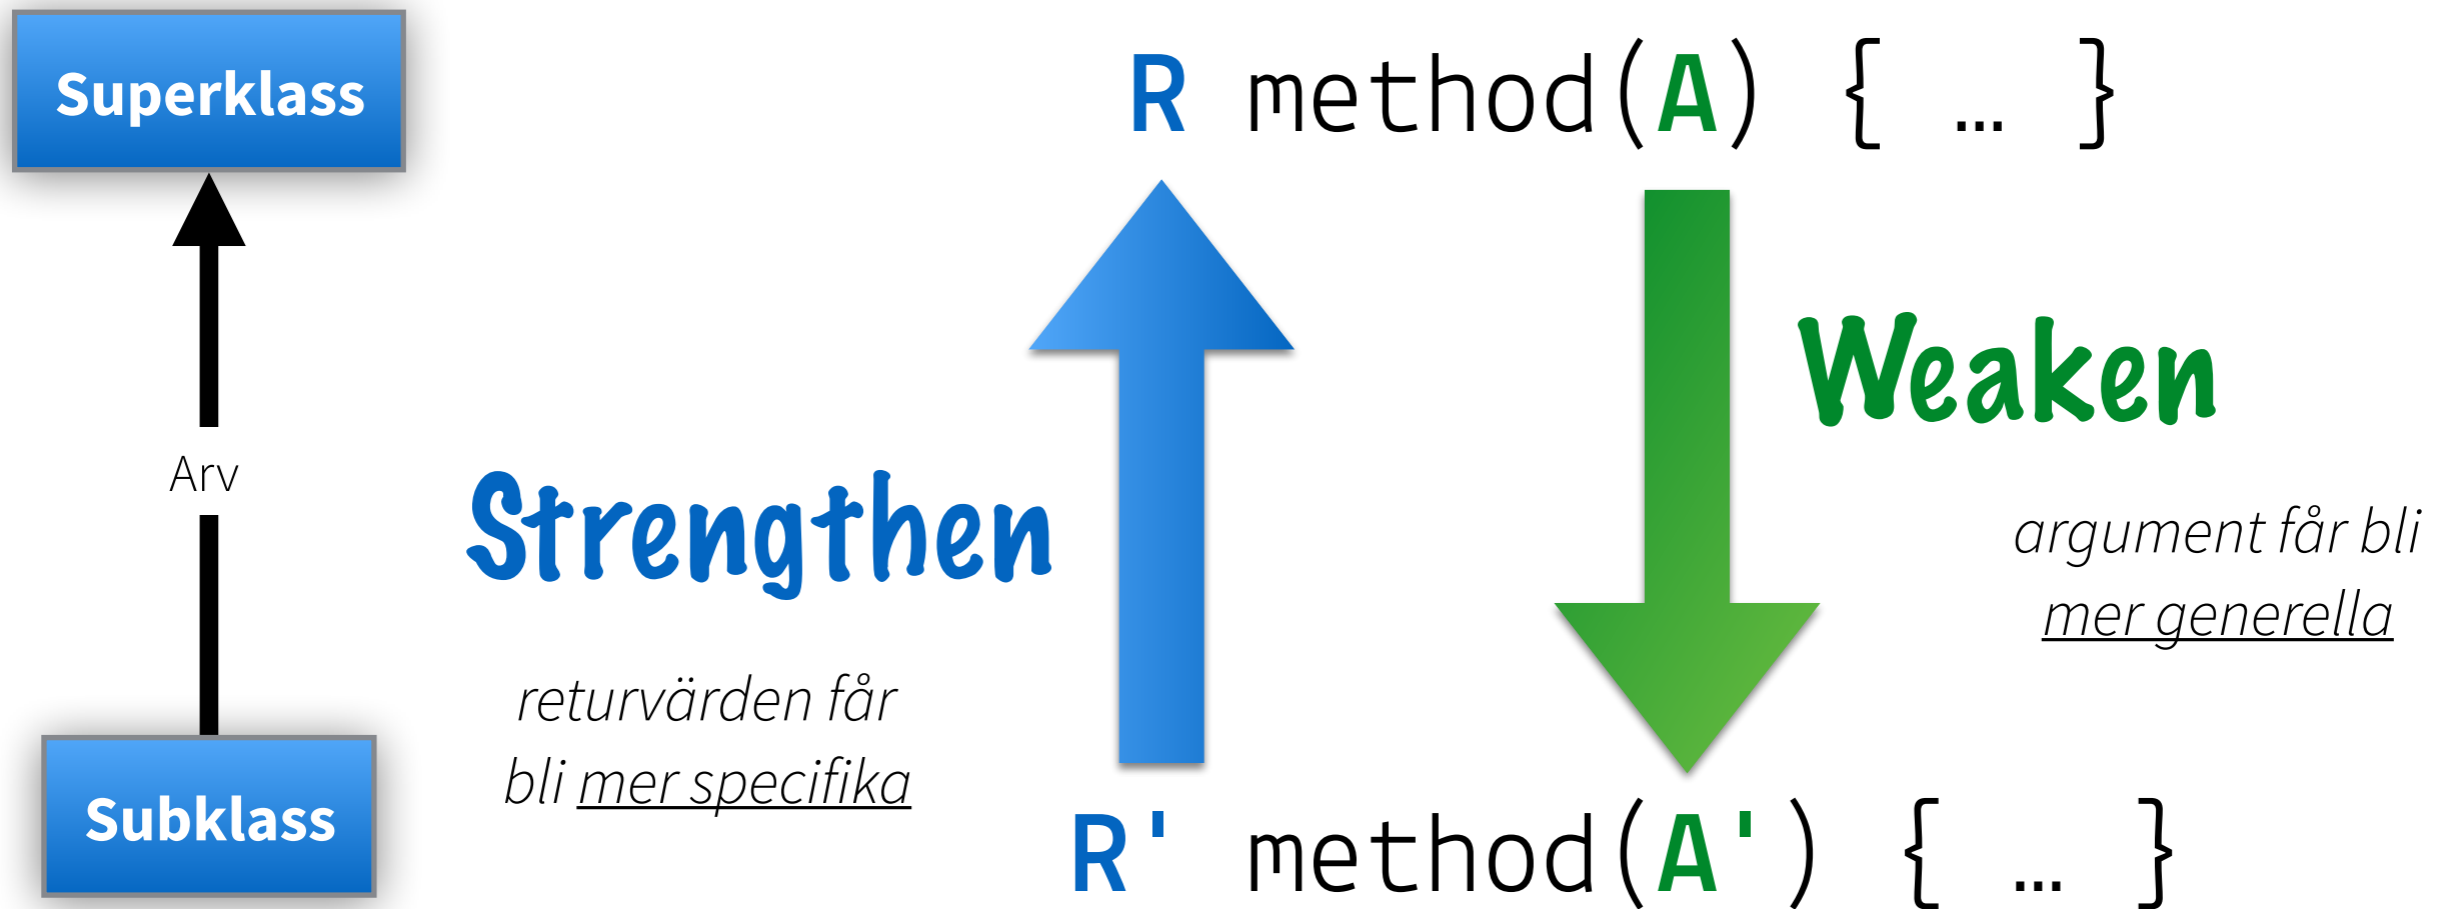 Superklass
R method(A) { … }
Arv
Strengthen
Weaken
returvärden får
bli mer specifika
argument får bli
mer generella
Subklass
R' method(A') { … }